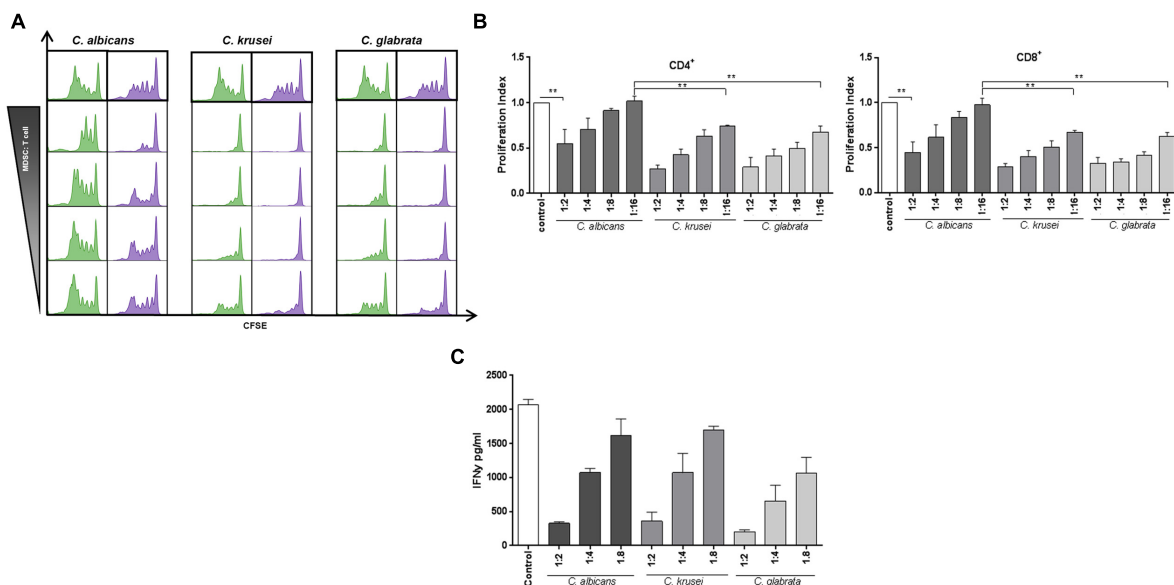 A
C. albicans
C. krusei
C. glabrata
MDSC: T cell
CFSE
B
CD4+
Proliferation Index
1.5
1.0
0.5
0.0
control
1:2
1:4
1:8
1:16
1:2
1:4
1:8
1:16
1:2
1:4
1:8
1:16
C. albicans
C. krusei
C. glabrata
**
**
**
CD8+
Proliferation Index
1.5
1.0
0.5
0.0
control
1:2
1:4
1:8
1:16
1:2
1:4
1:8
1:16
1:2
1:4
1:8
1:16
C. albicans
C. krusei
C. glabrata
**
**
**
C
IFNγ pg/ml
2500
2000
1500
1000
500
0
Control
1:2
1:4
1.8
1:2
1:4
1.8
1:2
1:4
1.8
C. albicans
C. krusei
C. glabrata